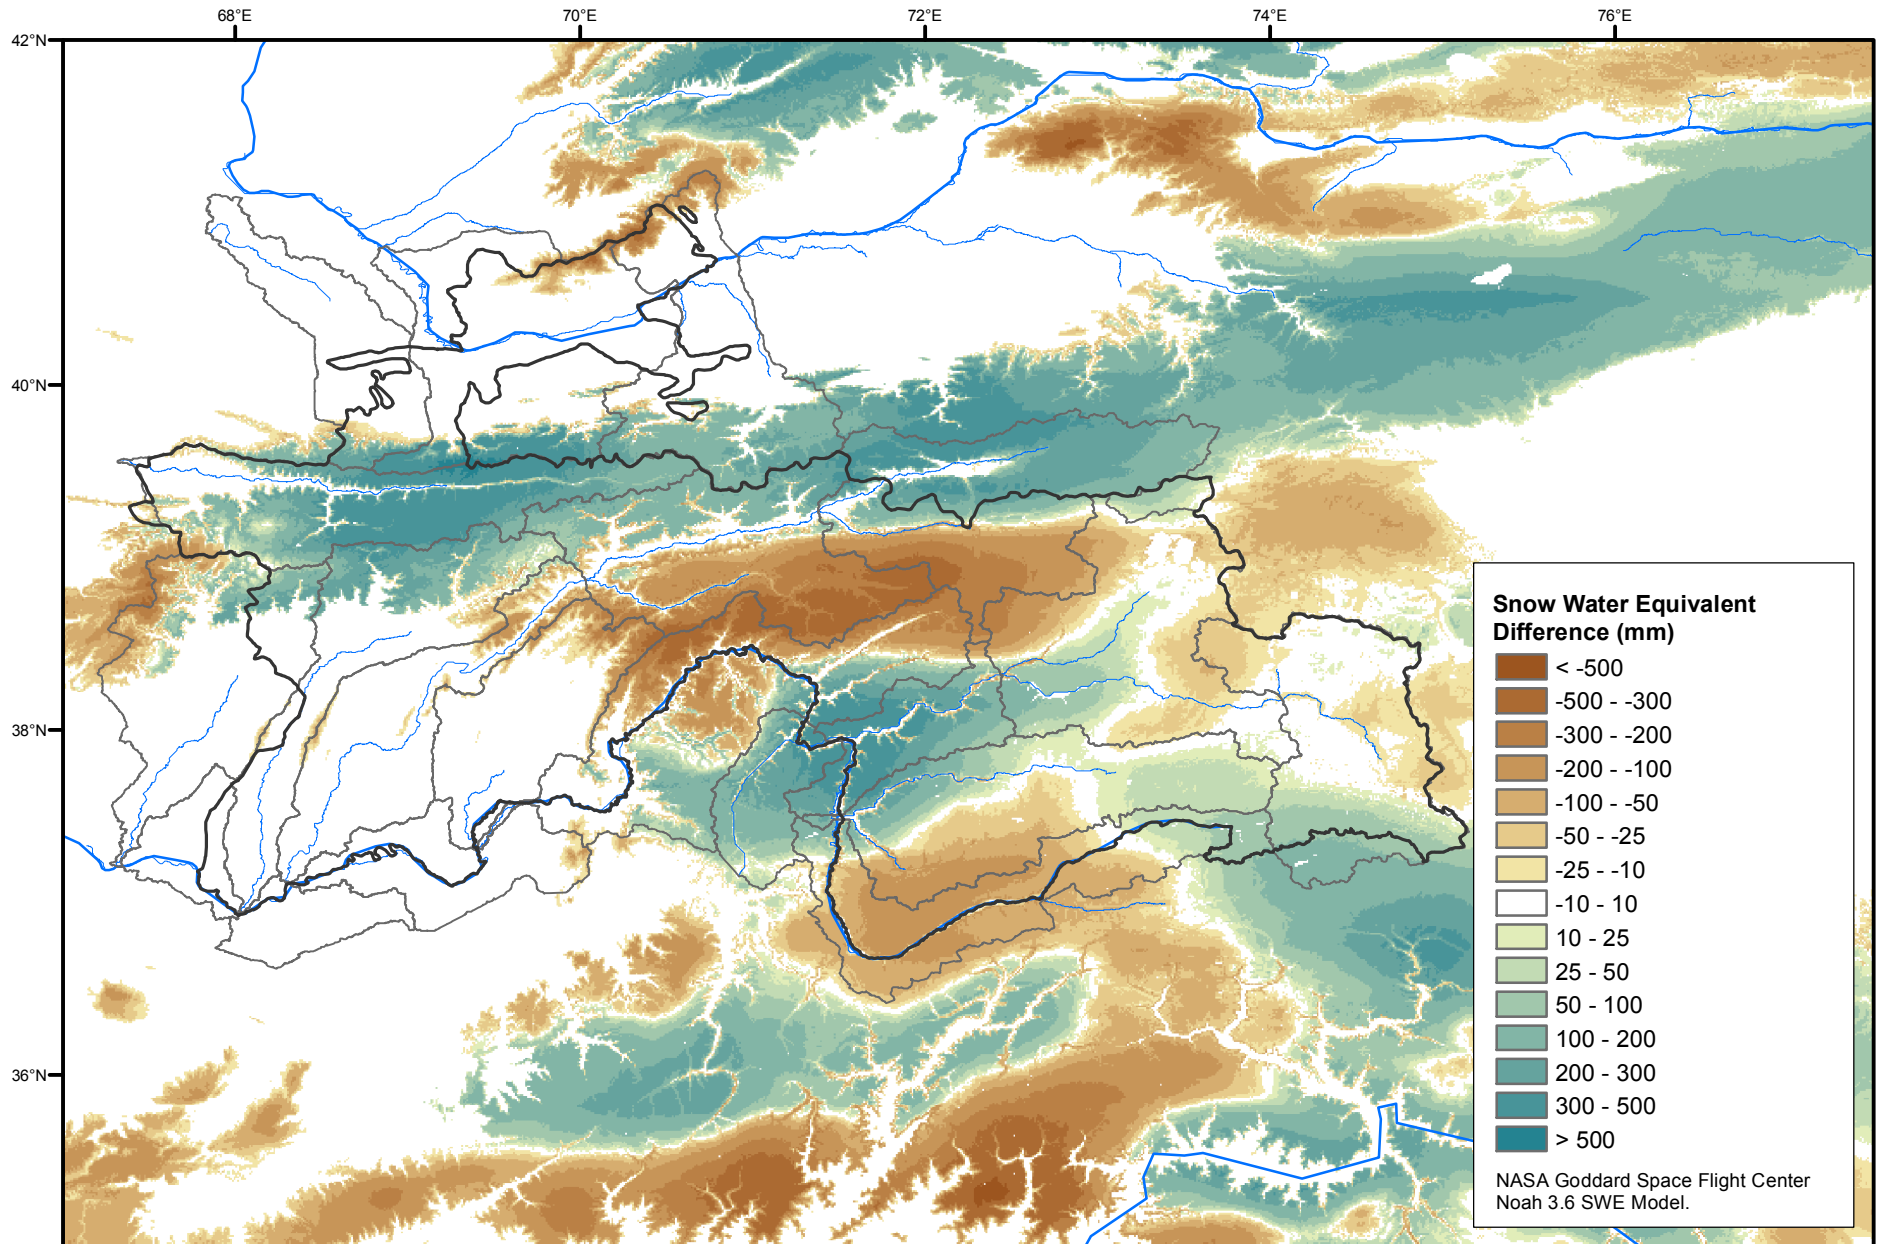 68°E 70°E 72°E 74°E 76°E
42°N
40°N
38°N
36°N
Snow Water Equivalent
Difference (mm)
< -500
-500 - -300
-300 - -200
-200 - -100
-100 - -50
-50 - -25
-25 - -10
-10 - 10
10 - 25
25 - 50
50 - 100
100 - 200
200 - 300
300 - 500
> 500
NASA Goddard Space Flight Center
Noah 3.6 SWE Model.